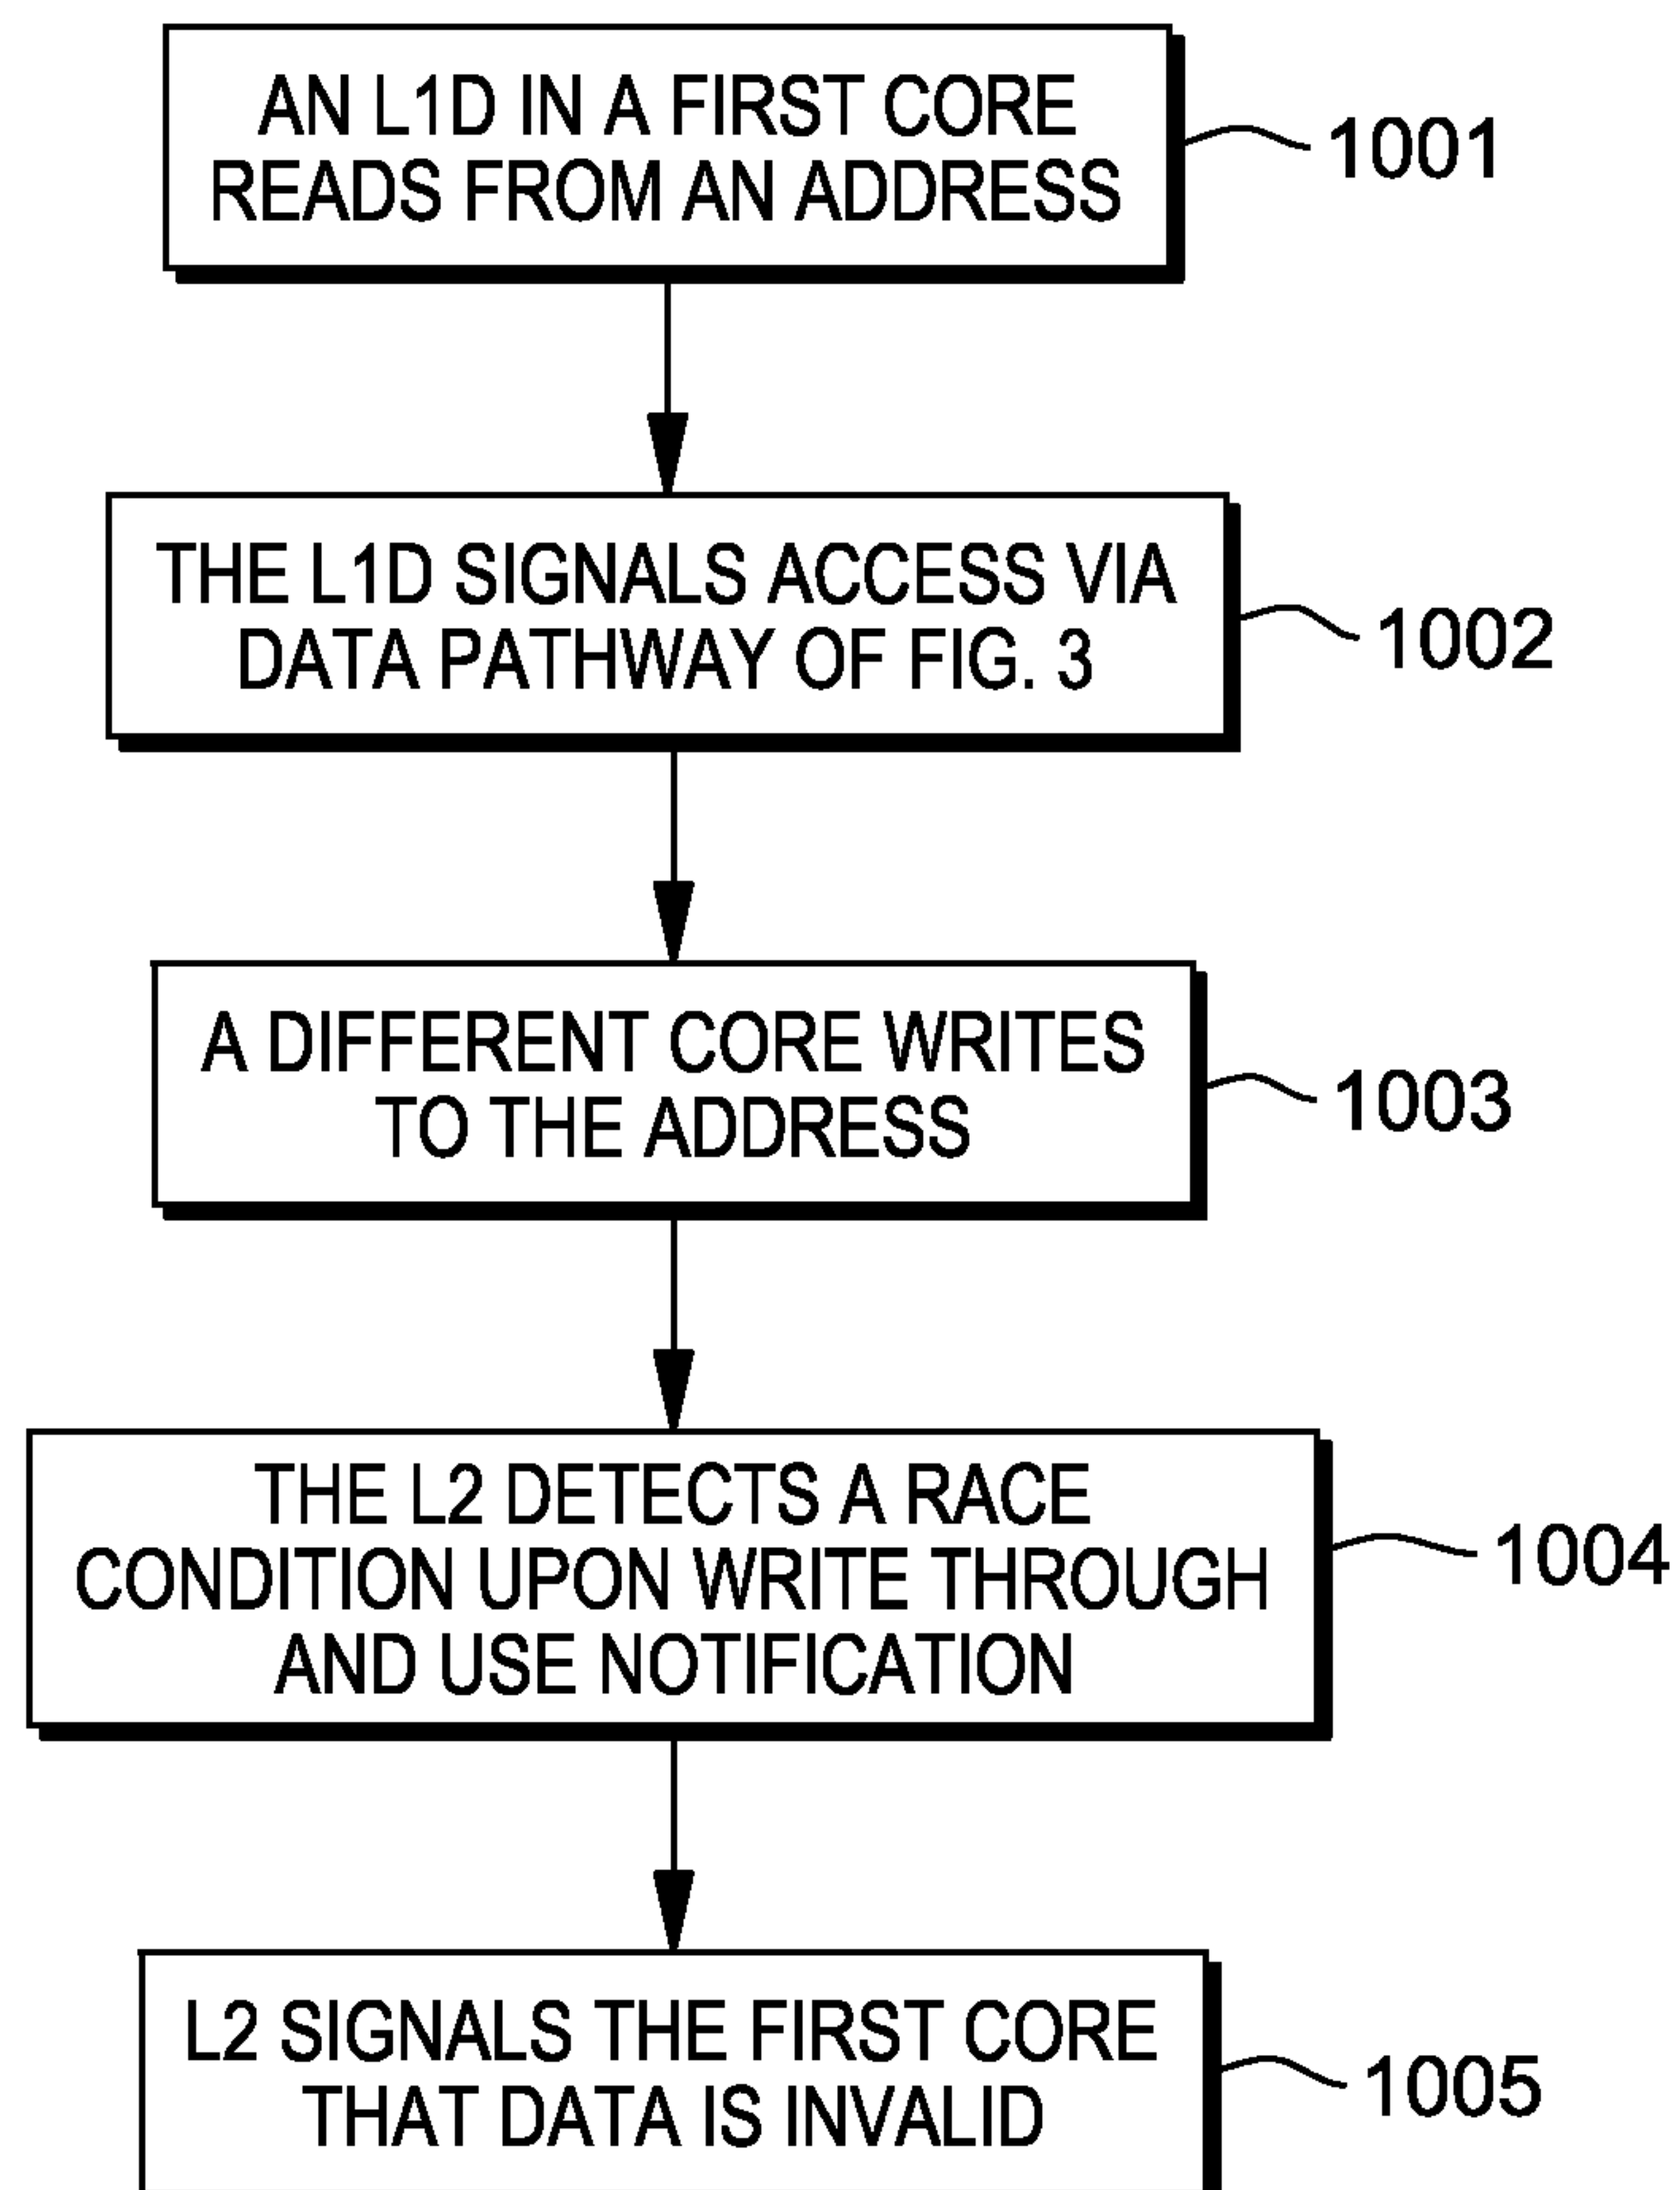 AN L1D IN A FIRST CORE
READS FROM AN ADDRESS
1001
THE L1D SIGNALS ACCESS VIA
DATA PATHWAY OF FIG. 3
1002
A DIFFERENT CORE WRITES
TO THE ADDRESS
1003
THE L2 DETECTS A RACE
CONDITION UPON WRITE THROUGH
AND USE NOTIFICATION
1004
L2 SIGNALS THE FIRST CORE
THAT DATA IS INVALID
1005